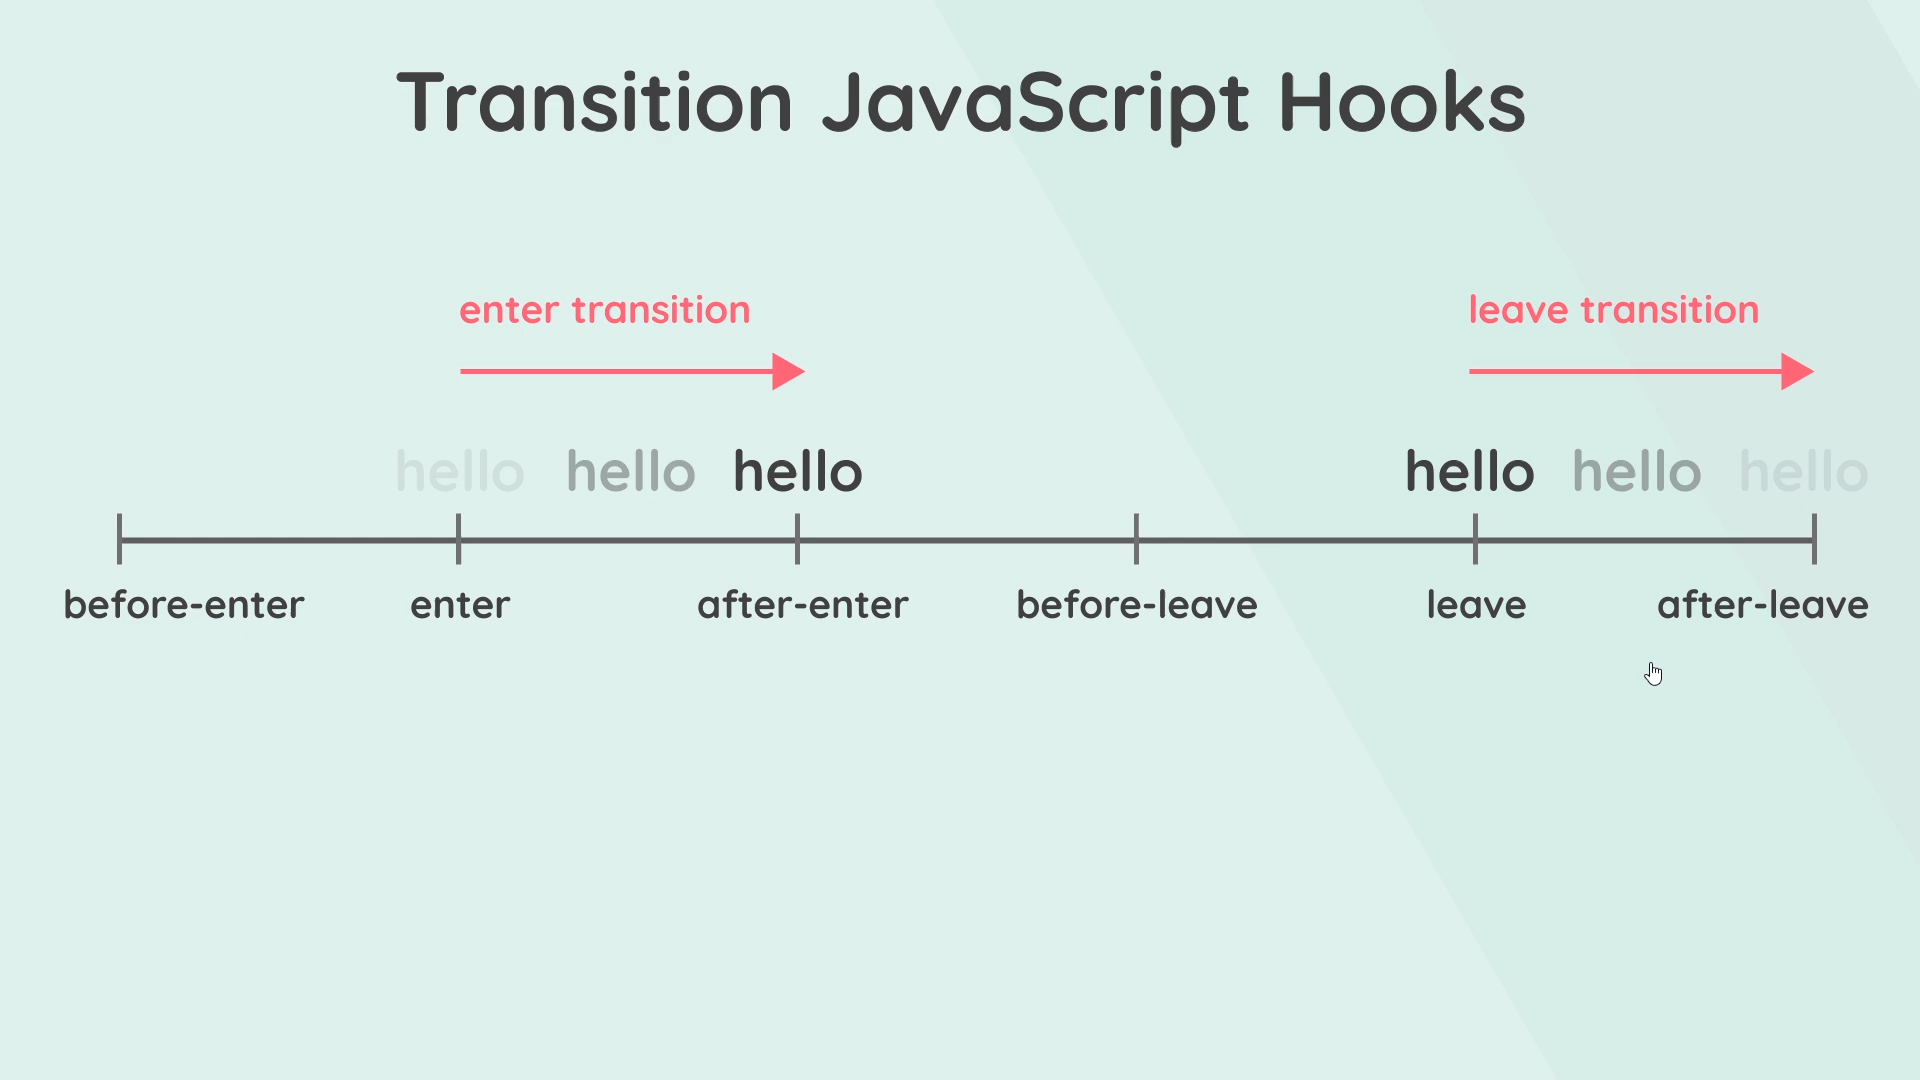 Transition JavaScript Hooks
enter transition
leave transition
hello hello hello
hello hello hello
before-enter
enter
after-enter
before-leave
leave
after-leave